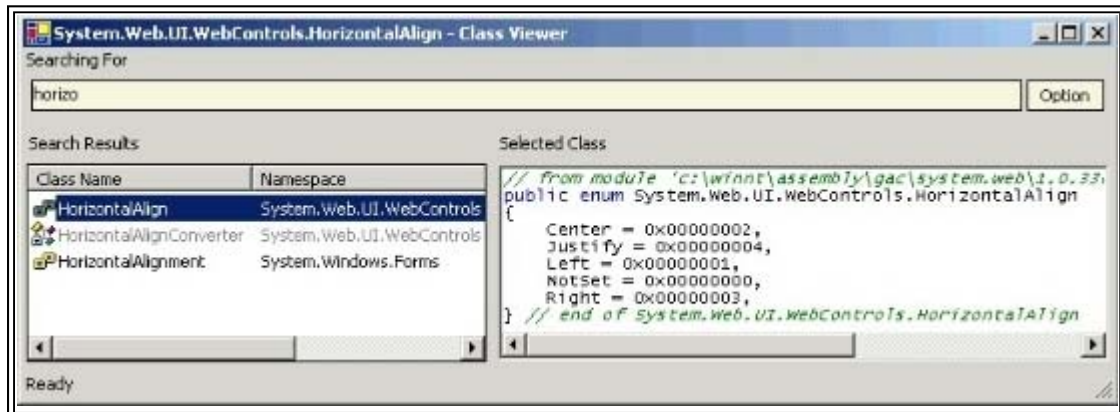 System.Web.UI.WebControls.HorizontalAlign - Class Viewer
Searching For
horizo
Option
Search Results
Selected Class
Class Name Namespace
HorizontalAlign System.Web.UI.WebControls
HorizontalAlignConverter System.Web.UI.WebControls
HorizontalAlignment System.Windows.Forms
// from module 'c:\winnt\assembly\gac\system.web\1.0.33
public enum System.Web.UI.WebControls.HorizontalAlign
{
Center = 0x00000002,
Justify = 0x00000004,
Left = 0x00000001,
NotSet = 0x00000000,
Right = 0x00000003,
} // end of System.Web.UI.WebControls.HorizontalAlign
Ready